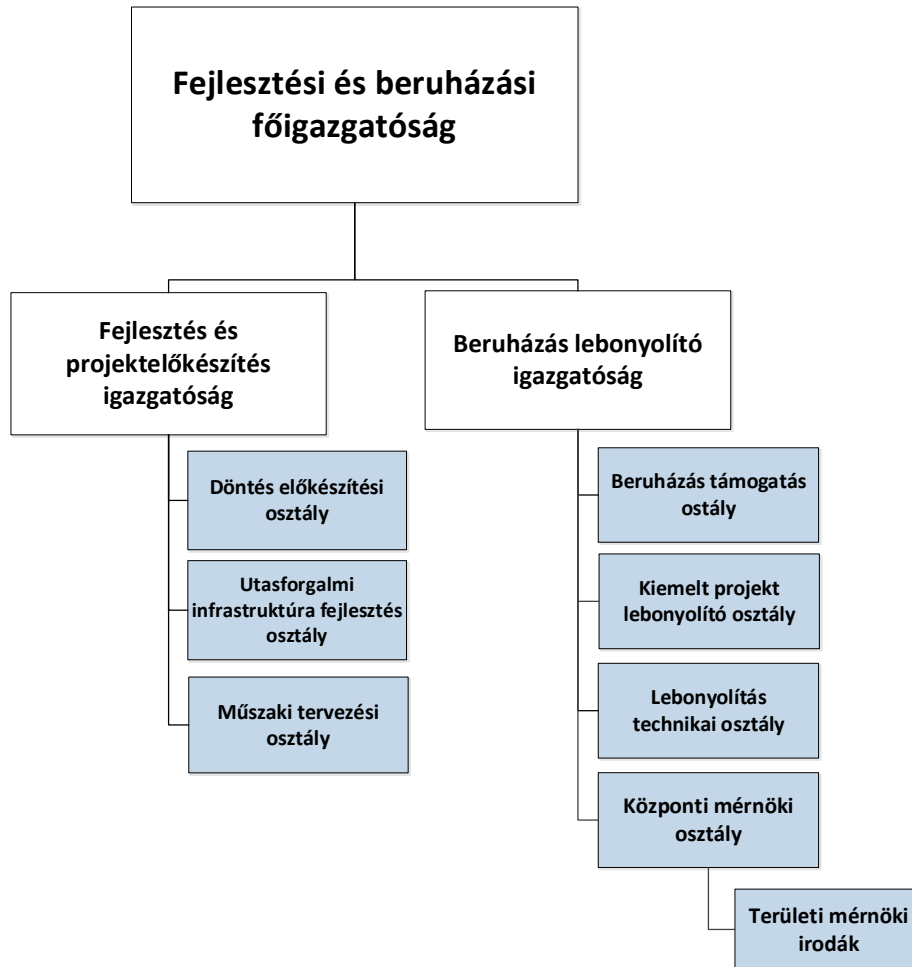 Fejlesztési és beruházási
főigazgatóság
Fejlesztés és
projektelőkészítés
igazgatóság
Döntés előkészítési
osztály
Utasforgalmi
infrastruktúra fejlesztés
osztály
Műszaki tervezési
osztály
Beruházás lebonyolító
igazgatóság
Beruházás támogatás
ostály
Kiemelt projekt
lebonyolító osztály
Lebonyolítás
technikai osztály
Központi mérnöki
osztály
Területi mérnöki
irodák